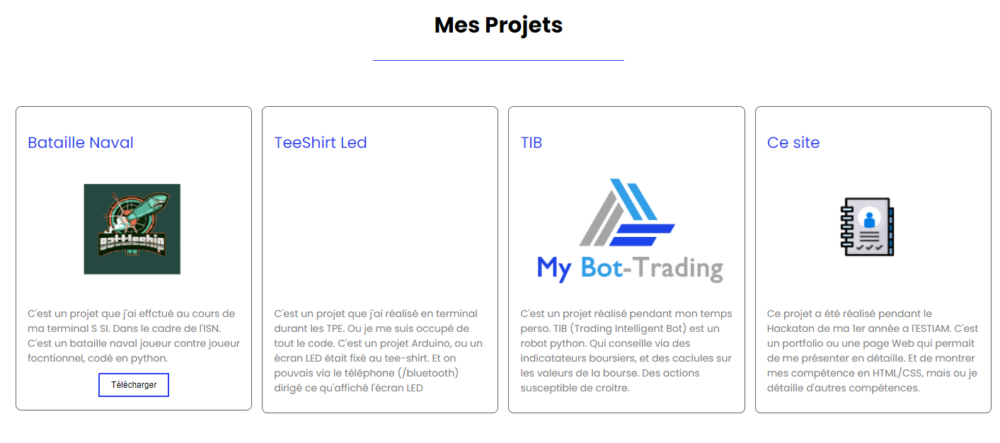 Mes Projets
Bataille Naval
Battleship
C'est un projet que j'ai effctué au cours de
ma terminal S SI. Dans le cadre de l'ISN.
C'est un bataille naval joueur contre joueur
focntionnel, codé en python.
Télécharger
TeeShirt Led
C'est un projet que j'ai réalisé en terminal
durant les TPE. Ou je me suis occupé de
tout le code. C'est un projet Arduino, ou un
écran LED était fixé au tee-shirt. Et on
pouvais via le téléphone (/bluetooth)
dirigé ce qu'affiché l'écran LED
TIB
My Bot-Trading
C'est un projet réalisé pendant mon temps
perso. TIB (Trading Intelligent Bot) est un
robot python. Qui conseille via des
indicatateurs boursiers, et des caclules sur
les valeurs de la bourse. Des actions
susceptible de croitre.
Ce site
Ce projet a été réalisé pendant le
Hackaton de ma 1er année a l'ESTIAM. C'est
un portfolio ou une page Web qui permait
de me présenter en détaille. Et de montrer
mes compétence en HTML/CSS, mais ou je
détaille d'autres compétences.